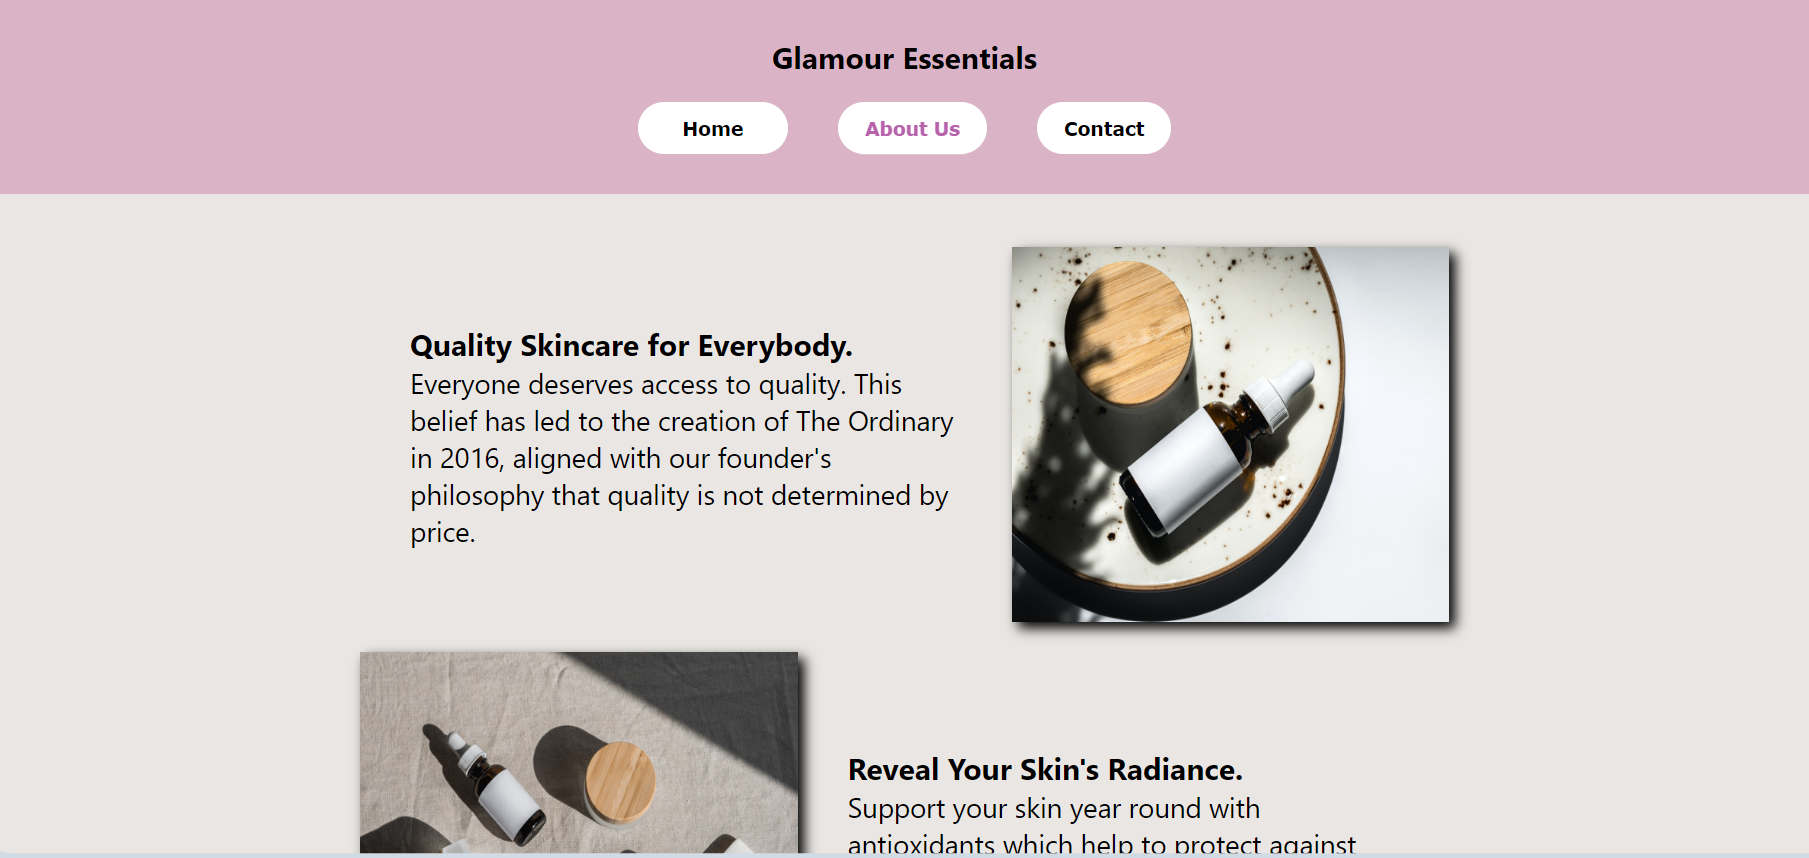 Glamour Essentials
Home About Us Contact
Quality Skincare for Everybody.
Everyone deserves access to quality. This
belief has led to the creation of The Ordinary
in 2016, aligned with our founder's
philosophy that quality is not determined by
price.
Reveal Your Skin's Radiance.
Support your skin year round with
antioxidants which help to protect against